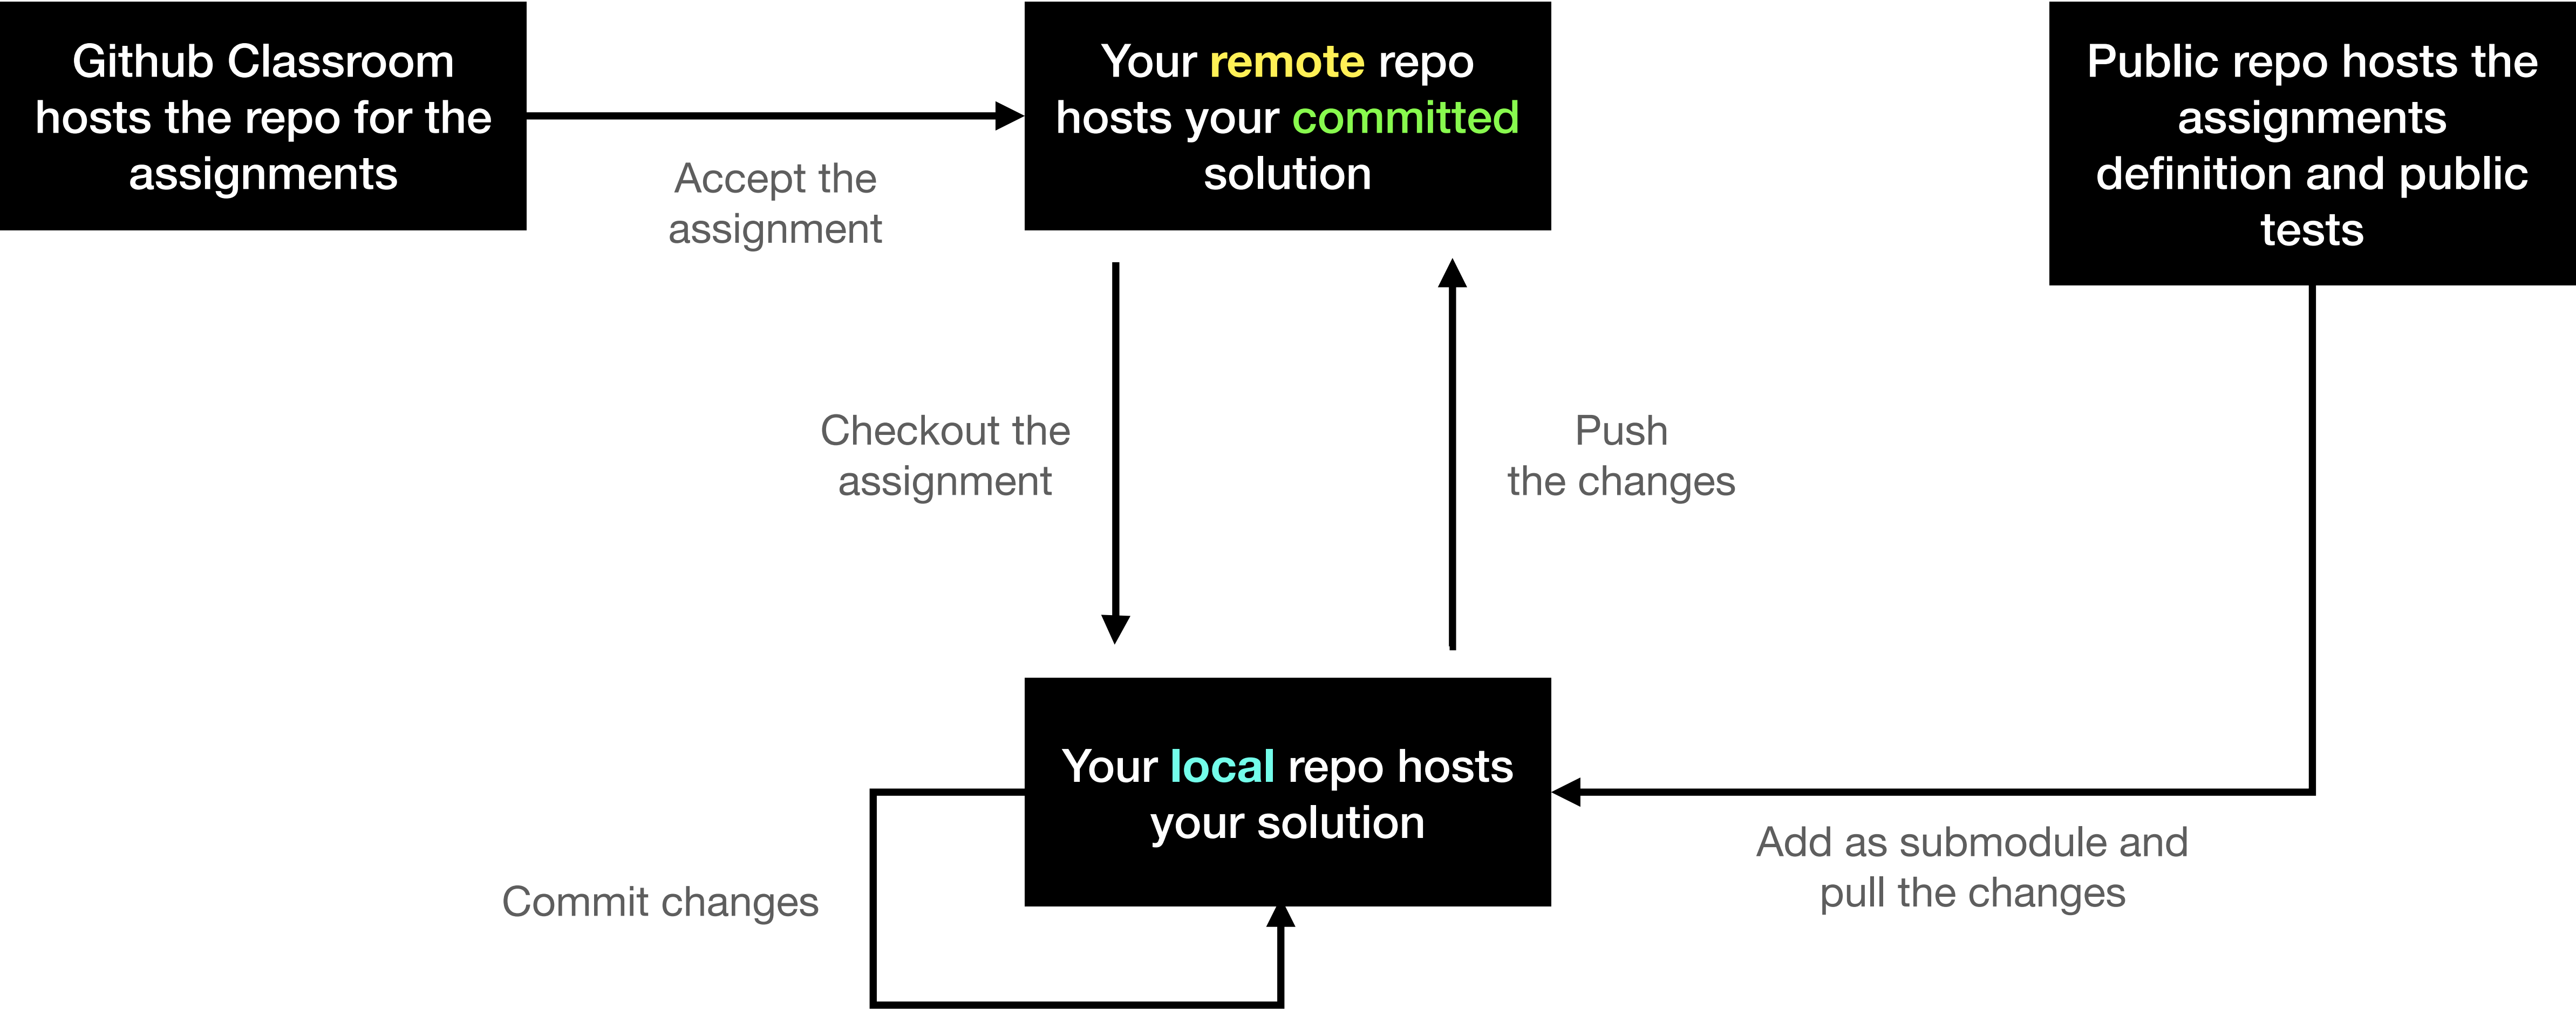 Github Classroom
hosts the repo for the
assignments
Accept the
assignment
Your remote repo
hosts your committed
solution
Public repo hosts the
assignments
definition and public
tests
Checkout the
assignment
Push
the changes
Your local repo hosts
your solution
Commit changes
Add as submodule and
pull the changes